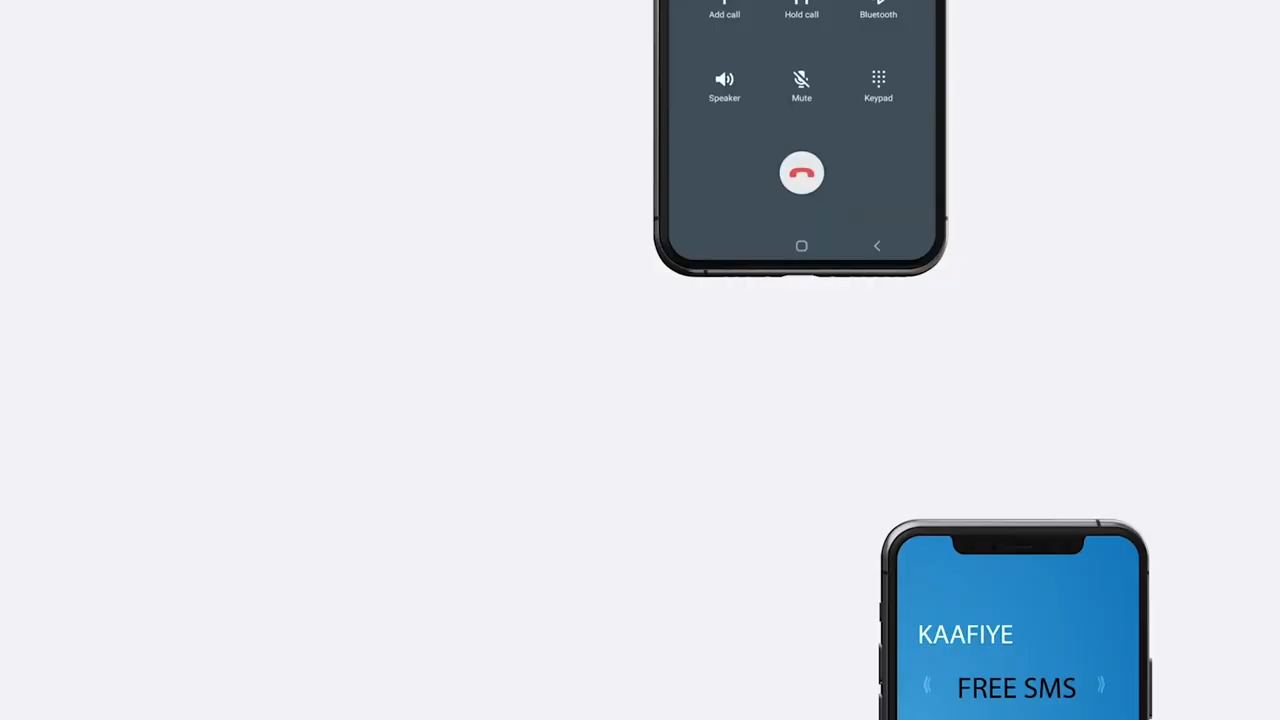 Add call Hold call Bluetooth
Speaker Mute Keypad
KAAFIYE
FREE SMS